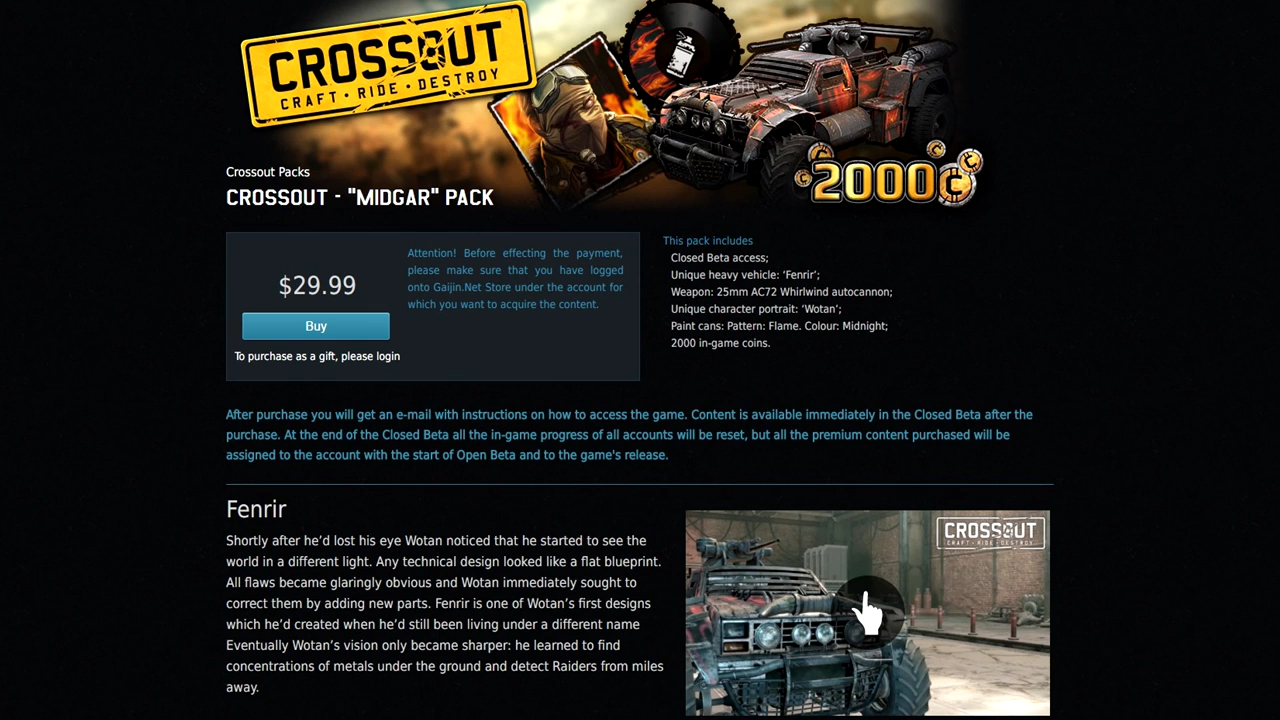 CROSSOUT
CRAFT • RIDE • DESTROY
2000
Crossout Packs
CROSSOUT - "MIDGAR" PACK
$29.99
Buy
To purchase as a gift, please login
Attention! Before effecting the payment,
please make sure that you have logged
onto Gaijin.Net Store under the account for
which you want to acquire the content.
This pack includes
Closed Beta access;
Unique heavy vehicle: ‘Fenrir’;
Weapon: 25mm AC72 Whirlwind autocannon;
Unique character portrait: ‘Wotan’;
Paint cans: Pattern: Flame. Colour: Midnight;
2000 in-game coins.
After purchase you will get an e-mail with instructions on how to access the game. Content is available immediately in the Closed Beta after the
purchase. At the end of the Closed Beta all the in-game progress of all accounts will be reset, but all the premium content purchased will be
assigned to the account with the start of Open Beta and to the game's release.
Fenrir
Shortly after he’d lost his eye Wotan noticed that he started to see the
world in a different light. Any technical design looked like a flat blueprint.
All flaws became glaringly obvious and Wotan immediately sought to
correct them by adding new parts. Fenrir is one of Wotan’s first designs
which he’d created when he’d still been living under a different name
Eventually Wotan’s vision only became sharper: he learned to find
concentrations of metals under the ground and detect Raiders from miles
away.
CROSSOUT
CRAFT • RIDE • DESTROY